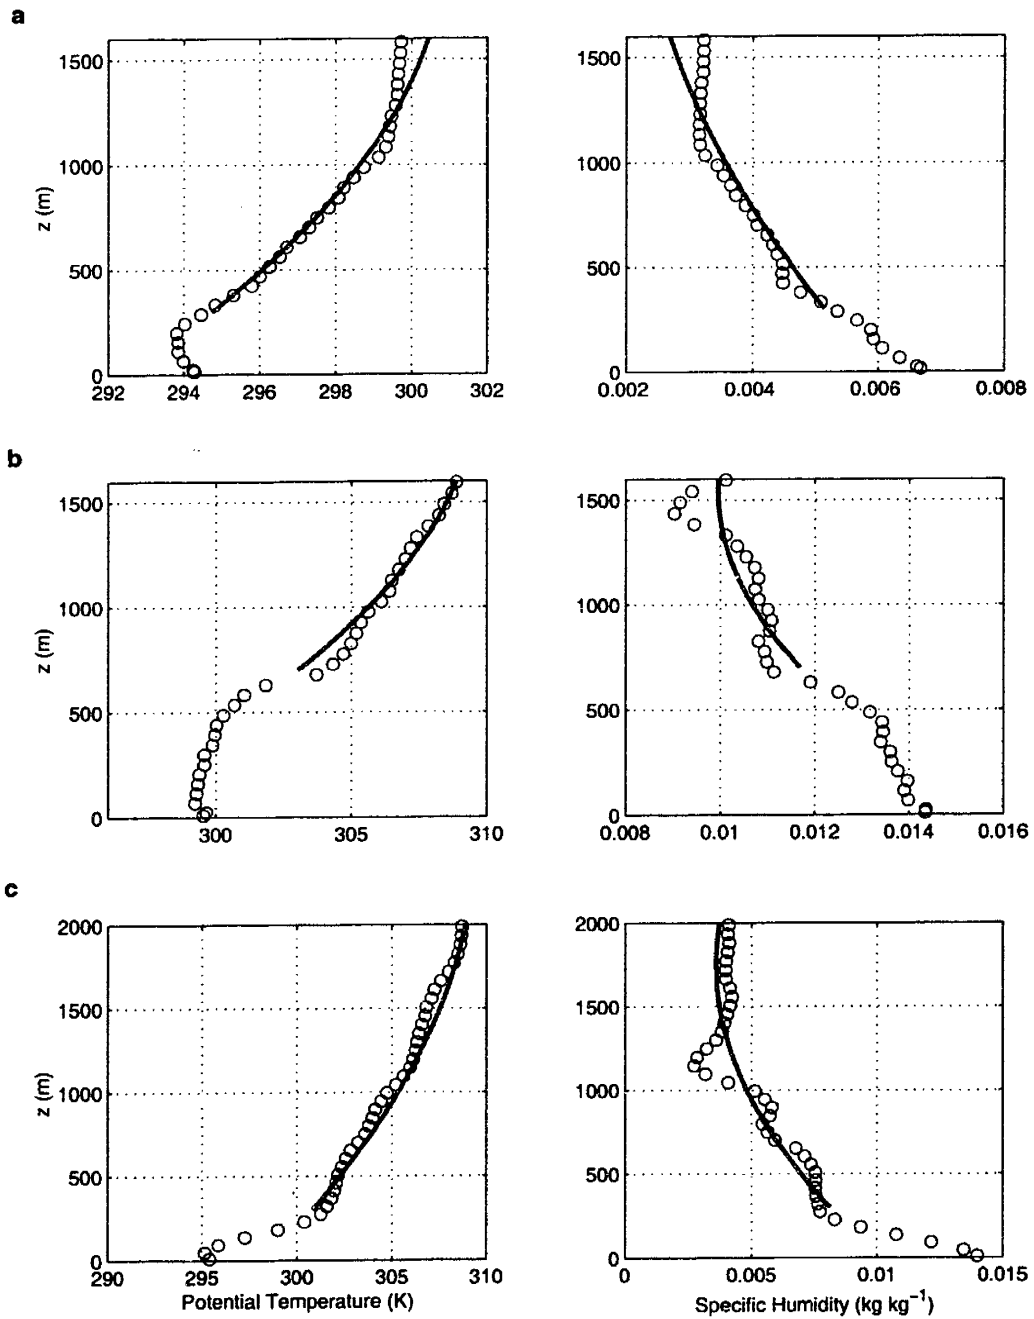 a
1500
1000
500
0
z (m)
292 294 296 298 300 302
1500
1000
500
0
0.002 0.004 0.006 0.008
b
1500
1000
500
0
z (m)
300 305 310
1500
1000
500
0
0.008 0.01 0.012 0.014 0.016
c
2000
1500
1000
500
0
z (m)
290 295 300 305 310
Potential Temperature (K)
2000
1500
1000
500
0
0 0.005 0.01 0.015
Specific Humidity (kg kg⁻¹)